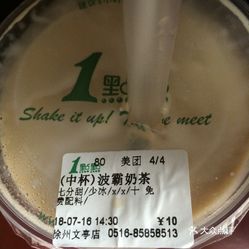 1點點
Shake it up!
meet
80 美团 4/4
(中杯)波霸奶茶
七分甜/少冰/x/x/十 免
费配料/
18-07-16 14:30 ¥10
徐州文亭店 0516-85658513
大众点评